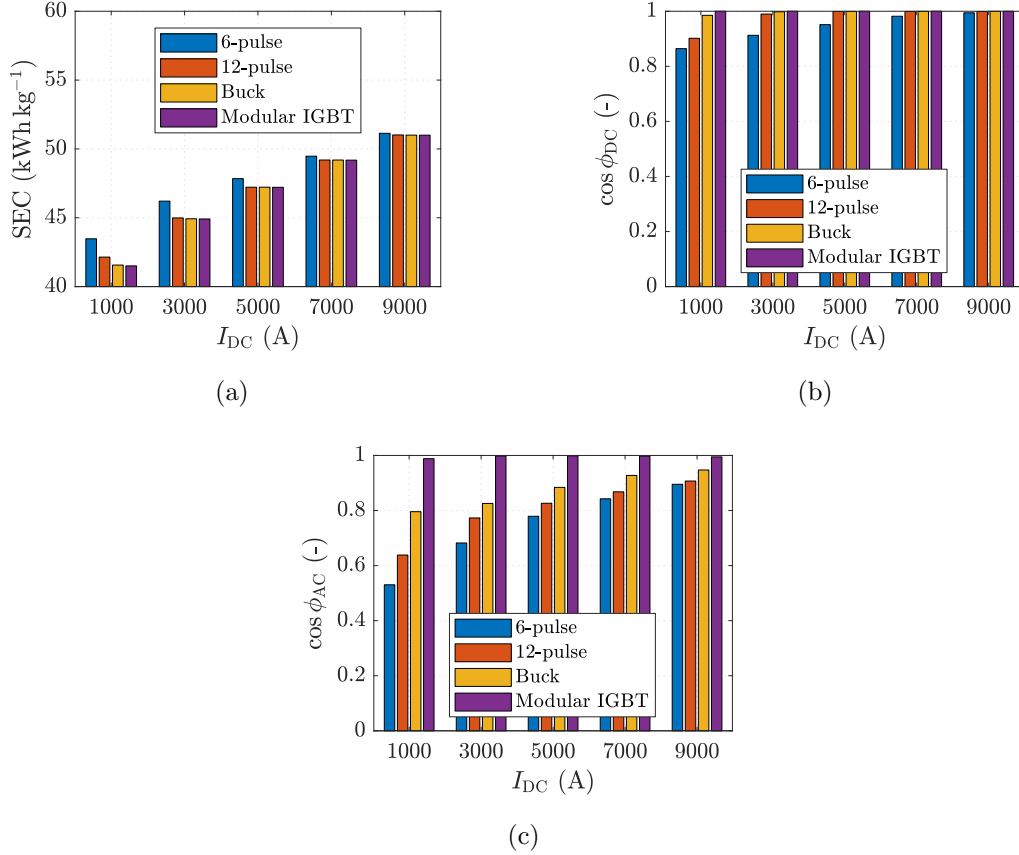 60
55
50
45
40
SEC (kWh kg⁻¹)
6-pulse
12-pulse
Buck
Modular IGBT
1000 3000 5000 7000 9000
I_DC (A)
(a)
1
0.8
0.6
0.4
0.2
0
cos ϕ_DC (-)
6-pulse
12-pulse
Buck
Modular IGBT
1000 3000 5000 7000 9000
I_DC (A)
(b)
1
0.8
0.6
0.4
0.2
0
cos ϕ_AC (-)
6-pulse
12-pulse
Buck
Modular IGBT
1000 3000 5000 7000 9000
I_DC (A)
(c)